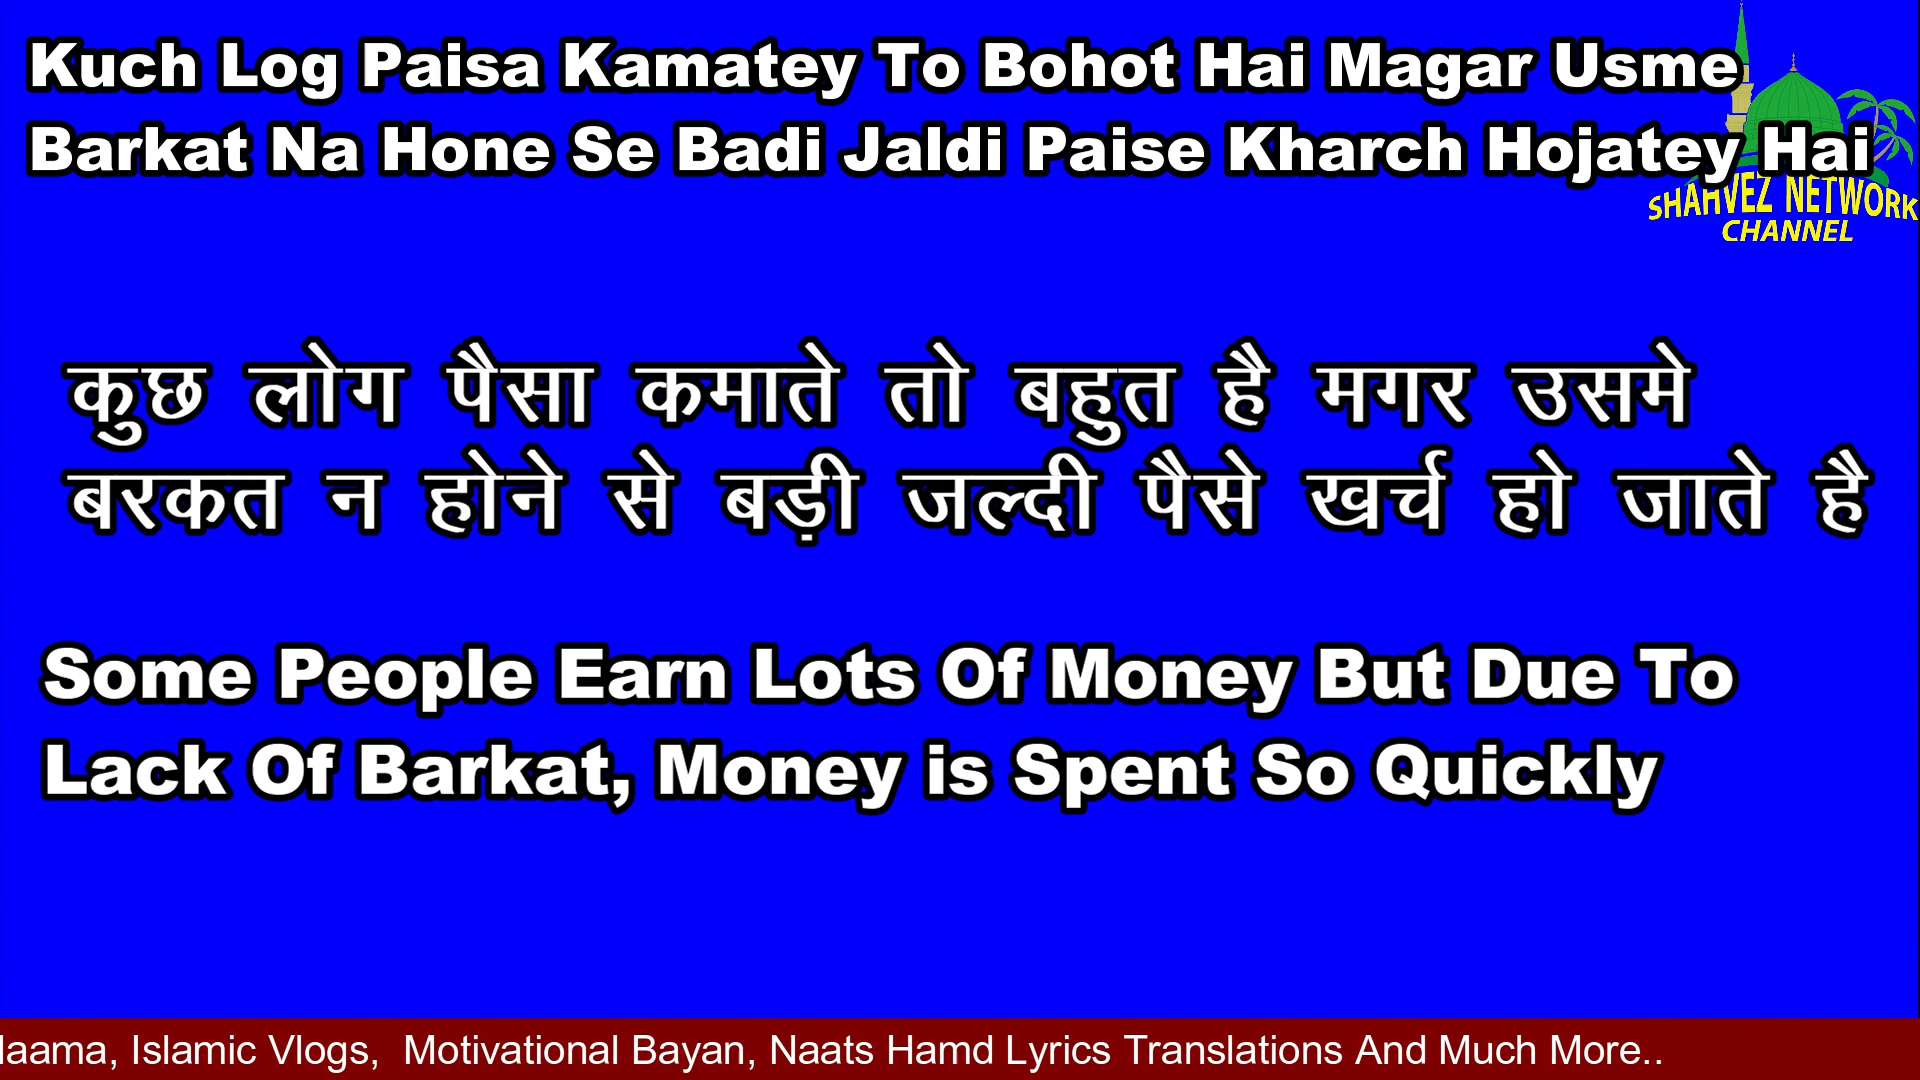 Kuch Log Paisa Kamatey To Bohot Hai Magar Usme
Barkat Na Hone Se Badi Jaldi Paise Kharch Hojatey Hai
SHAHVEZ NETWORK
CHANNEL
कुछ लोग पैसा कमाते तो बहुत है मगर उसमे
बरकत न होने से बड़ी जल्दी पैसे खर्च हो जाते है
Some People Earn Lots Of Money But Due To
Lack Of Barkat, Money is Spent So Quickly
Islamic Vlogs, Motivational Bayan, Naats Hamd Lyrics Translations And Much More..